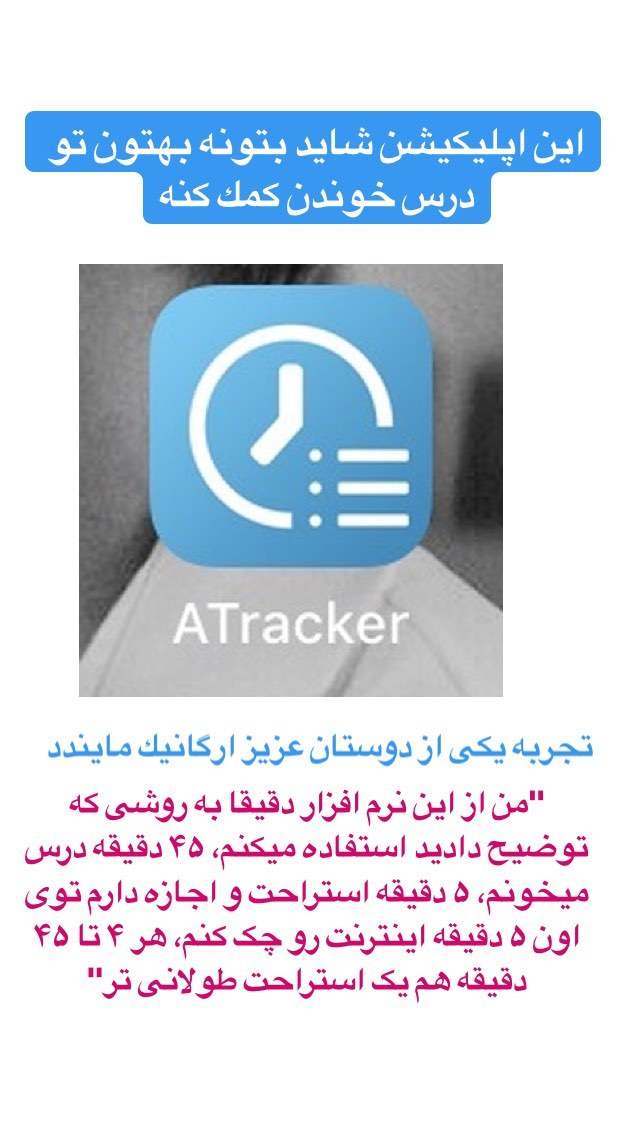 این اپلیکیشن شاید بتونه بهتون تو
درس خوندن کمك کنه
ATracker
تجربه یکی از دوستان عزیز ارگانیك مایندد
"من از این نرم افزار دقیقا به روشی که
توضیح دادید استفاده میکنم، ۴۵ دقیقه درس
میخونم، ۵ دقیقه استراحت و اجازه دارم توی
اون ۵ دقیقه اینترنت رو چک کنم، هر ۴ تا ۴۵
دقیقه هم یک استراحت طولانی تر"